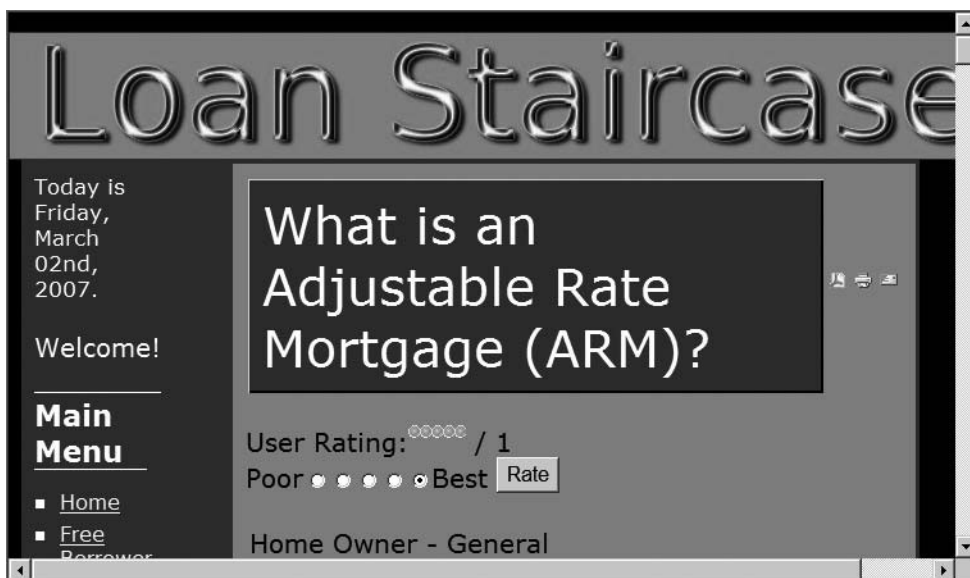 Loan Staircase
Today is
Friday,
March
02nd,
2007.
Welcome!
Main
Menu
Home
Free
Borrower
What is an
Adjustable Rate
Mortgage (ARM)?
User Rating: / 1
Poor Best Rate
Home Owner - General